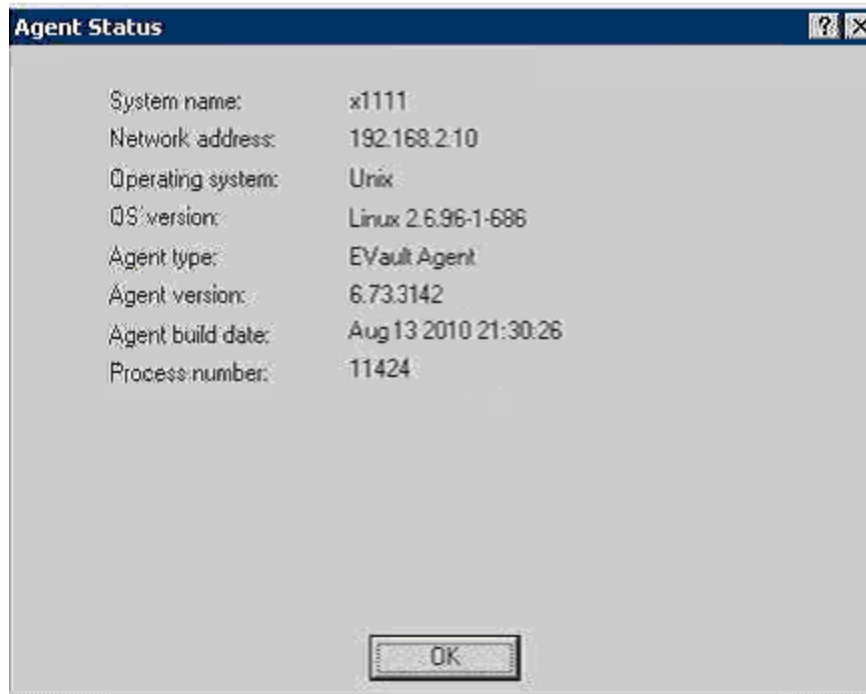 Agent Status
System name: x1111
Network address: 192.168.2.10
Operating system: Unix
OS version: Linux 2.6.96-1-686
Agent type: EVault Agent
Agent version: 6.73.3142
Agent build date: Aug 13 2010 21:30:26
Process number: 11424
OK